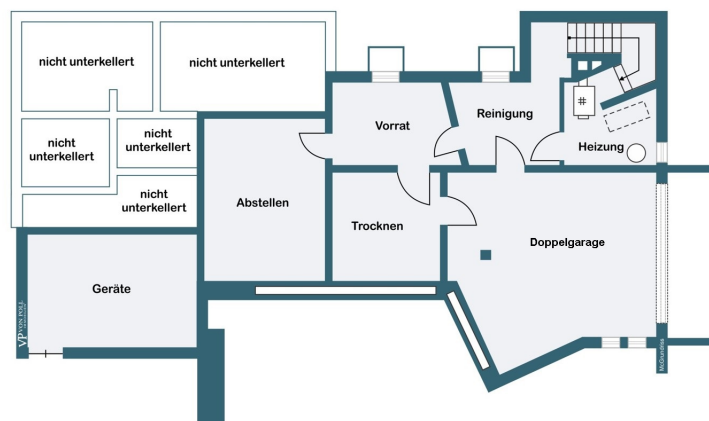 nicht unterkellert
nicht unterkellert
nicht
unterkellert
nicht
unterkellert
nicht
unterkellert
Vorrat
Reinigung
Heizung
Abstellen
Trocknen
Doppelgarage
Geräte
VP VON POLL
McGrundriss